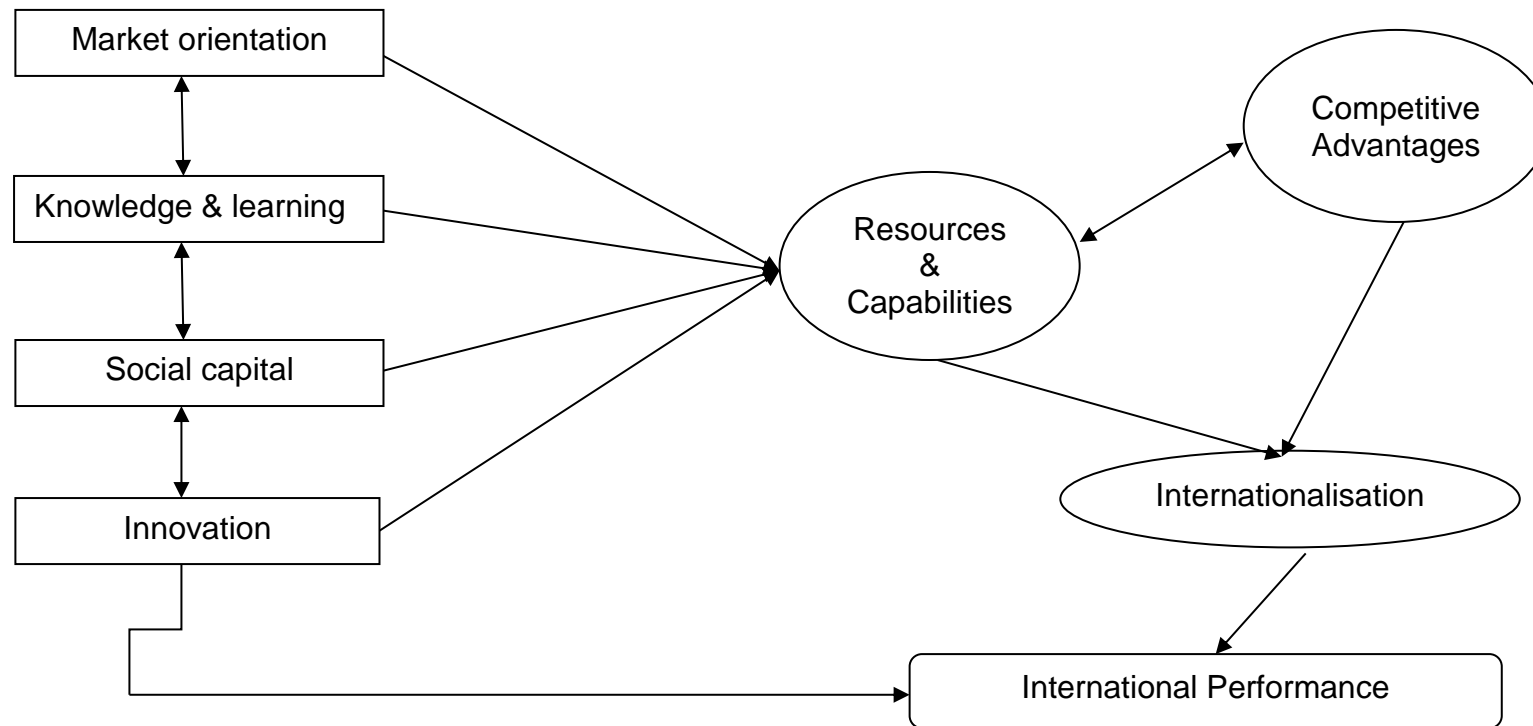 Market orientation
Competitive
Advantages
Knowledge & learning
Resources
&
Capabilities
Social capital
Internationalisation
Innovation
International Performance